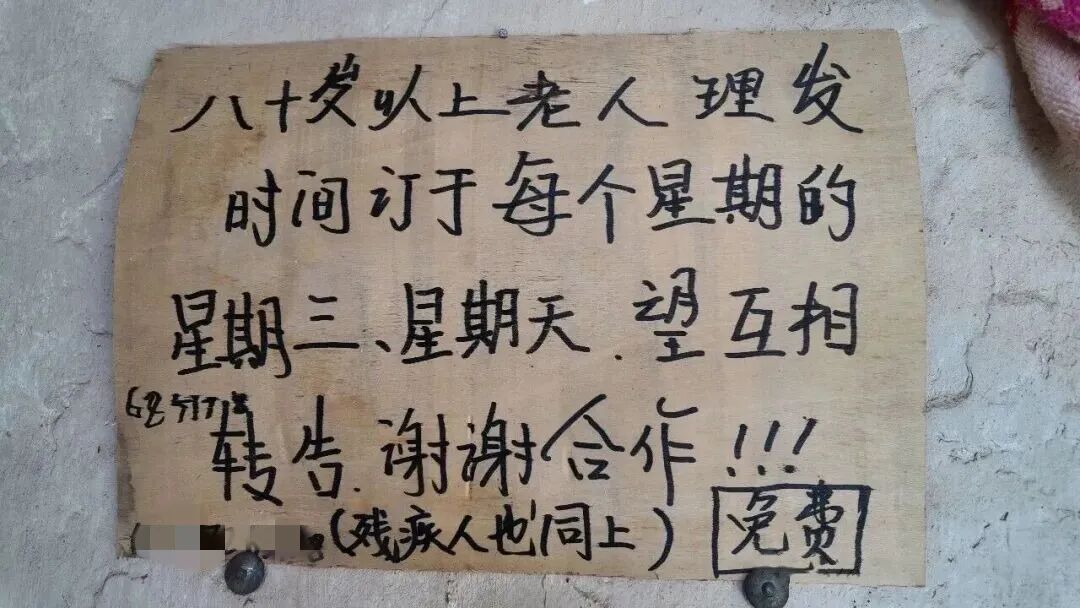 八十岁以上老人理发
时间订于每个星期的
星期三、星期天.望互相
转告.谢谢合作!!!
(残疾人也同上)
免费